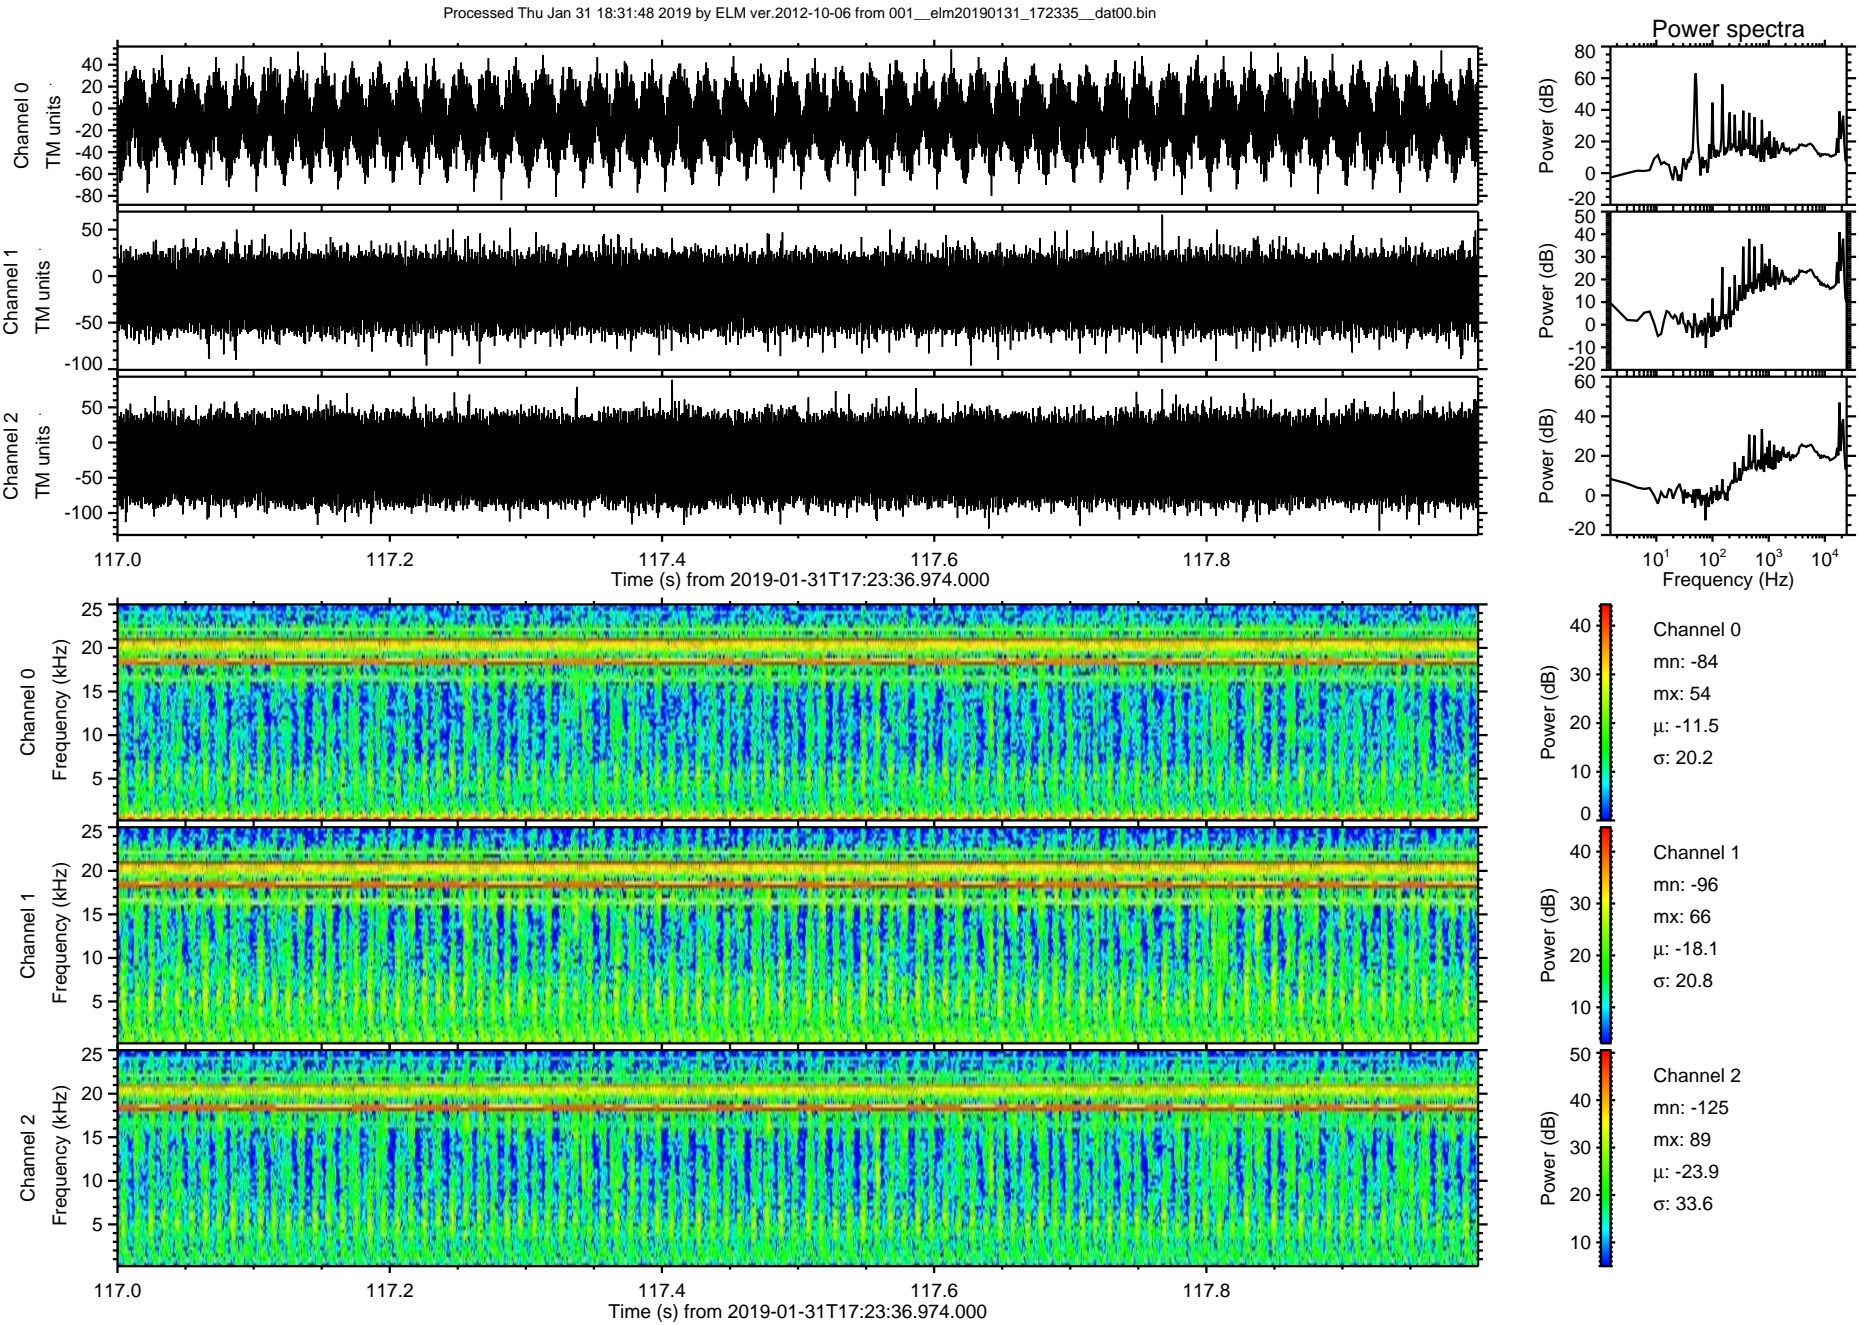 Processed Thu Jan 31 18:31:48 2019 by ELM ver.2012-10-06 from 001__elm20190131_172335__dat00.bin
Power spectra
Channel 0
TM units
40
20
0
-20
-40
-60
-80
Power (dB)
80
60
40
20
0
-20
Channel 1
TM units
50
0
-50
-100
Power (dB)
50
40
30
20
10
0
-10
-20
Channel 2
TM units
50
0
-50
-100
Power (dB)
60
40
20
0
-20
117.0 117.2 117.4 117.6 117.8
Time (s) from 2019-01-31T17:23:36.974.000
10^1 10^2 10^3 10^4
Frequency (Hz)
Channel 0
Frequency (kHz)
25
20
15
10
5
Power (dB)
40
30
20
10
0
Channel 0
mn: -84
mx: 54
μ: -11.5
σ: 20.2
Channel 1
Frequency (kHz)
25
20
15
10
5
Power (dB)
40
30
20
10
Channel 1
mn: -96
mx: 66
μ: -18.1
σ: 20.8
Channel 2
Frequency (kHz)
25
20
15
10
5
Power (dB)
50
40
30
20
10
Channel 2
mn: -125
mx: 89
μ: -23.9
σ: 33.6
117.0 117.2 117.4 117.6 117.8
Time (s) from 2019-01-31T17:23:36.974.000